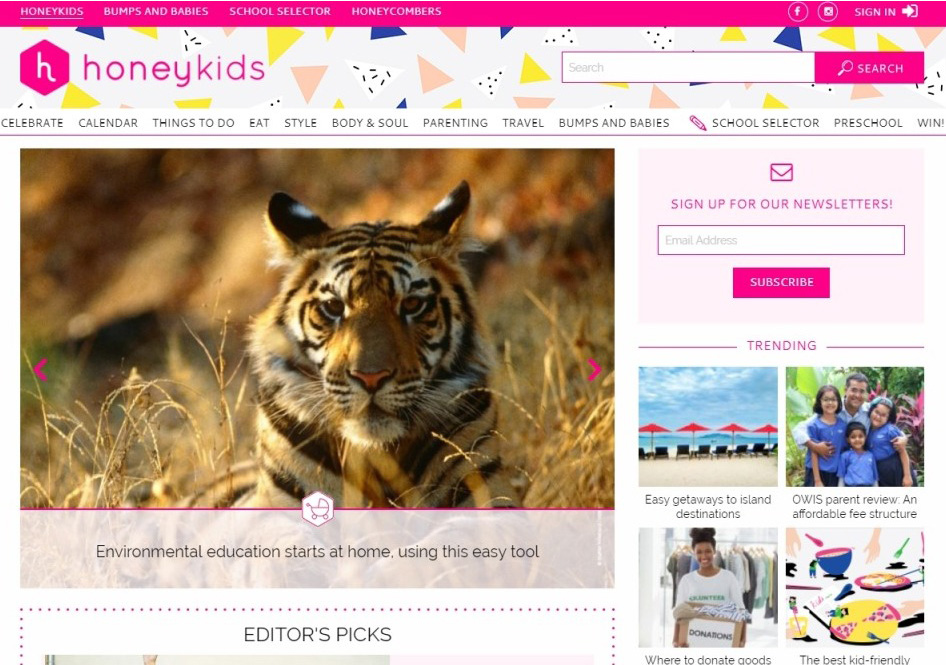 HONEYKIDS BUMPS AND BABIES SCHOOL SELECTOR HONEYCOMBERS f SIGN IN
h honeykids
Search
SEARCH
CELEBRATE CALENDAR THINGS TO DO EAT STYLE BODY & SOUL PARENTING TRAVEL BUMPS AND BABIES SCHOOL SELECTOR PRESCHOOL WIN!
Environmental education starts at home, using this easy tool
EDITOR'S PICKS
SIGN UP FOR OUR NEWSLETTERS!
Email Address
SUBSCRIBE
TRENDING
Easy getaways to island
destinations
OWIS parent review: An
affordable fee structure
VOLUNTEER
DONATIONS
Where to donate goods
The best kid-friendly